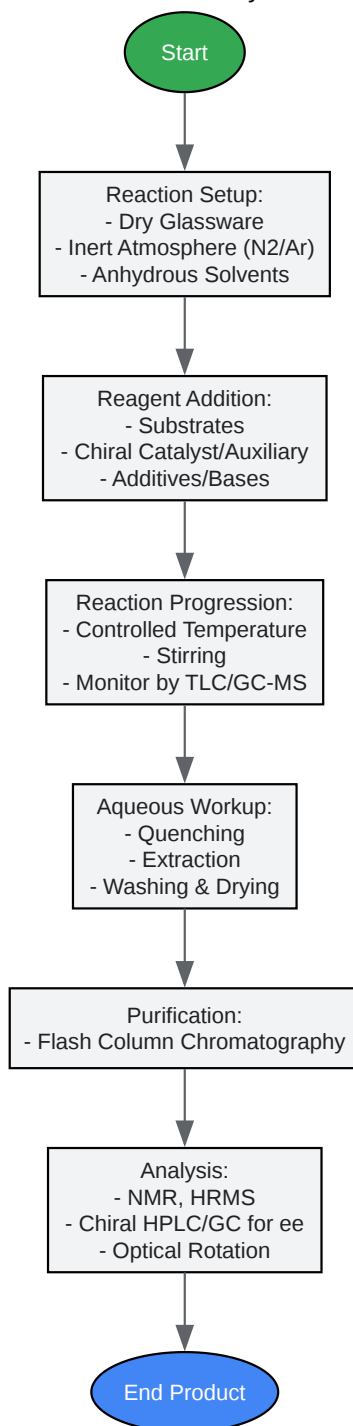 Start
Reaction Setup:
- Dry Glassware
- Inert Atmosphere (N2/Ar)
- Anhydrous Solvents
Reagent Addition:
- Substrates
- Chiral Catalyst/Auxiliary
- Additives/Bases
Reaction Progression:
- Controlled Temperature
- Stirring
- Monitor by TLC/GC-MS
Aqueous Workup:
- Quenching
- Extraction
- Washing & Drying
Purification:
- Flash Column Chromatography
Analysis:
- NMR, HRMS
- Chiral HPLC/GC for ee
- Optical Rotation
End Product